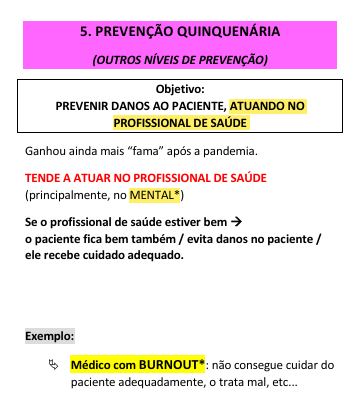 5. PREVENÇÃO QUINQUENÁRIA
(OUTROS NÍVEIS DE PREVENÇÃO)
Objetivo:
PREVENIR DANOS AO PACIENTE, ATUANDO NO
PROFISSIONAL DE SAÚDE
Ganhou ainda mais “fama” após a pandemia.
TENDE A ATUAR NO PROFISSIONAL DE SAÚDE
(principalmente, no MENTAL*)
Se o profissional de saúde estiver bem →
o paciente fica bem também / evita danos no paciente /
ele recebe cuidado adequado.
Exemplo:
Médico com BURNOUT*: não consegue cuidar do
paciente adequadamente, o trata mal, etc...